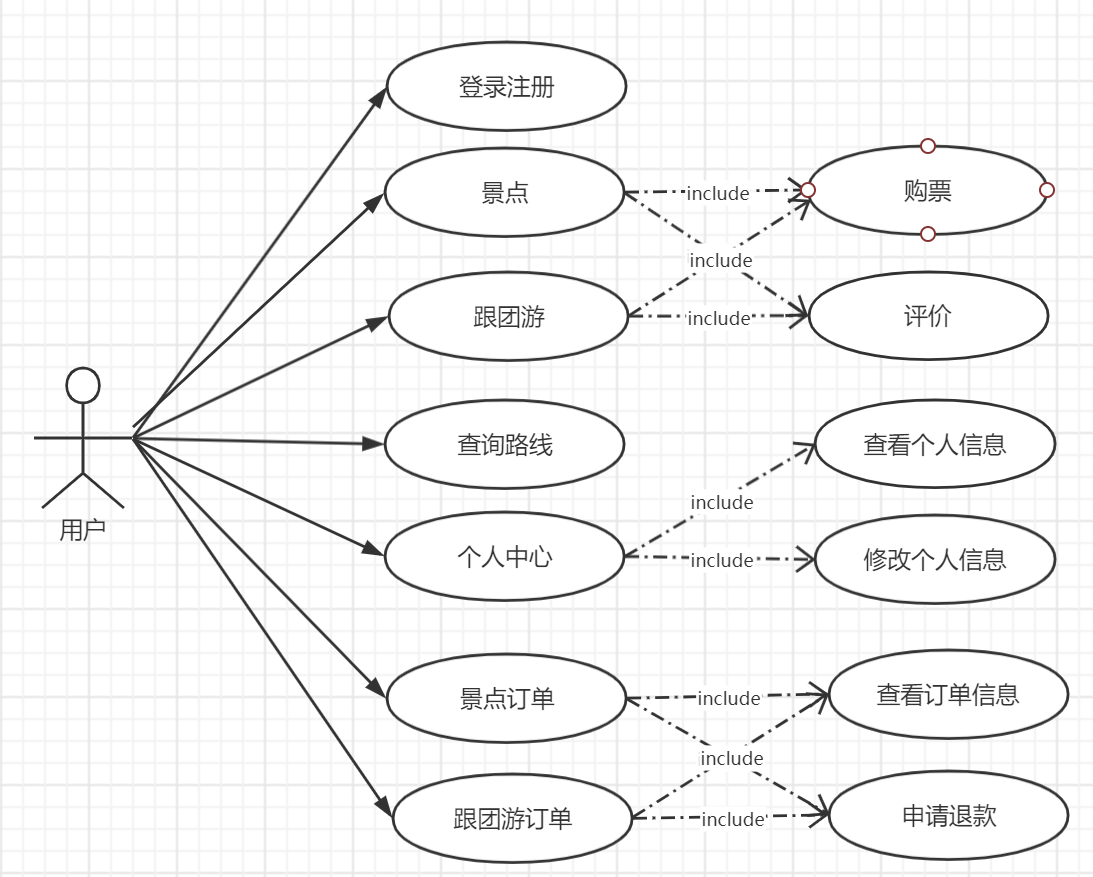 登录注册
景点
include
购票
include
跟团游
include
评价
查询路线
查看个人信息
include
用户
个人中心
include
修改个人信息
景点订单
include
查看订单信息
include
跟团游订单
include
申请退款